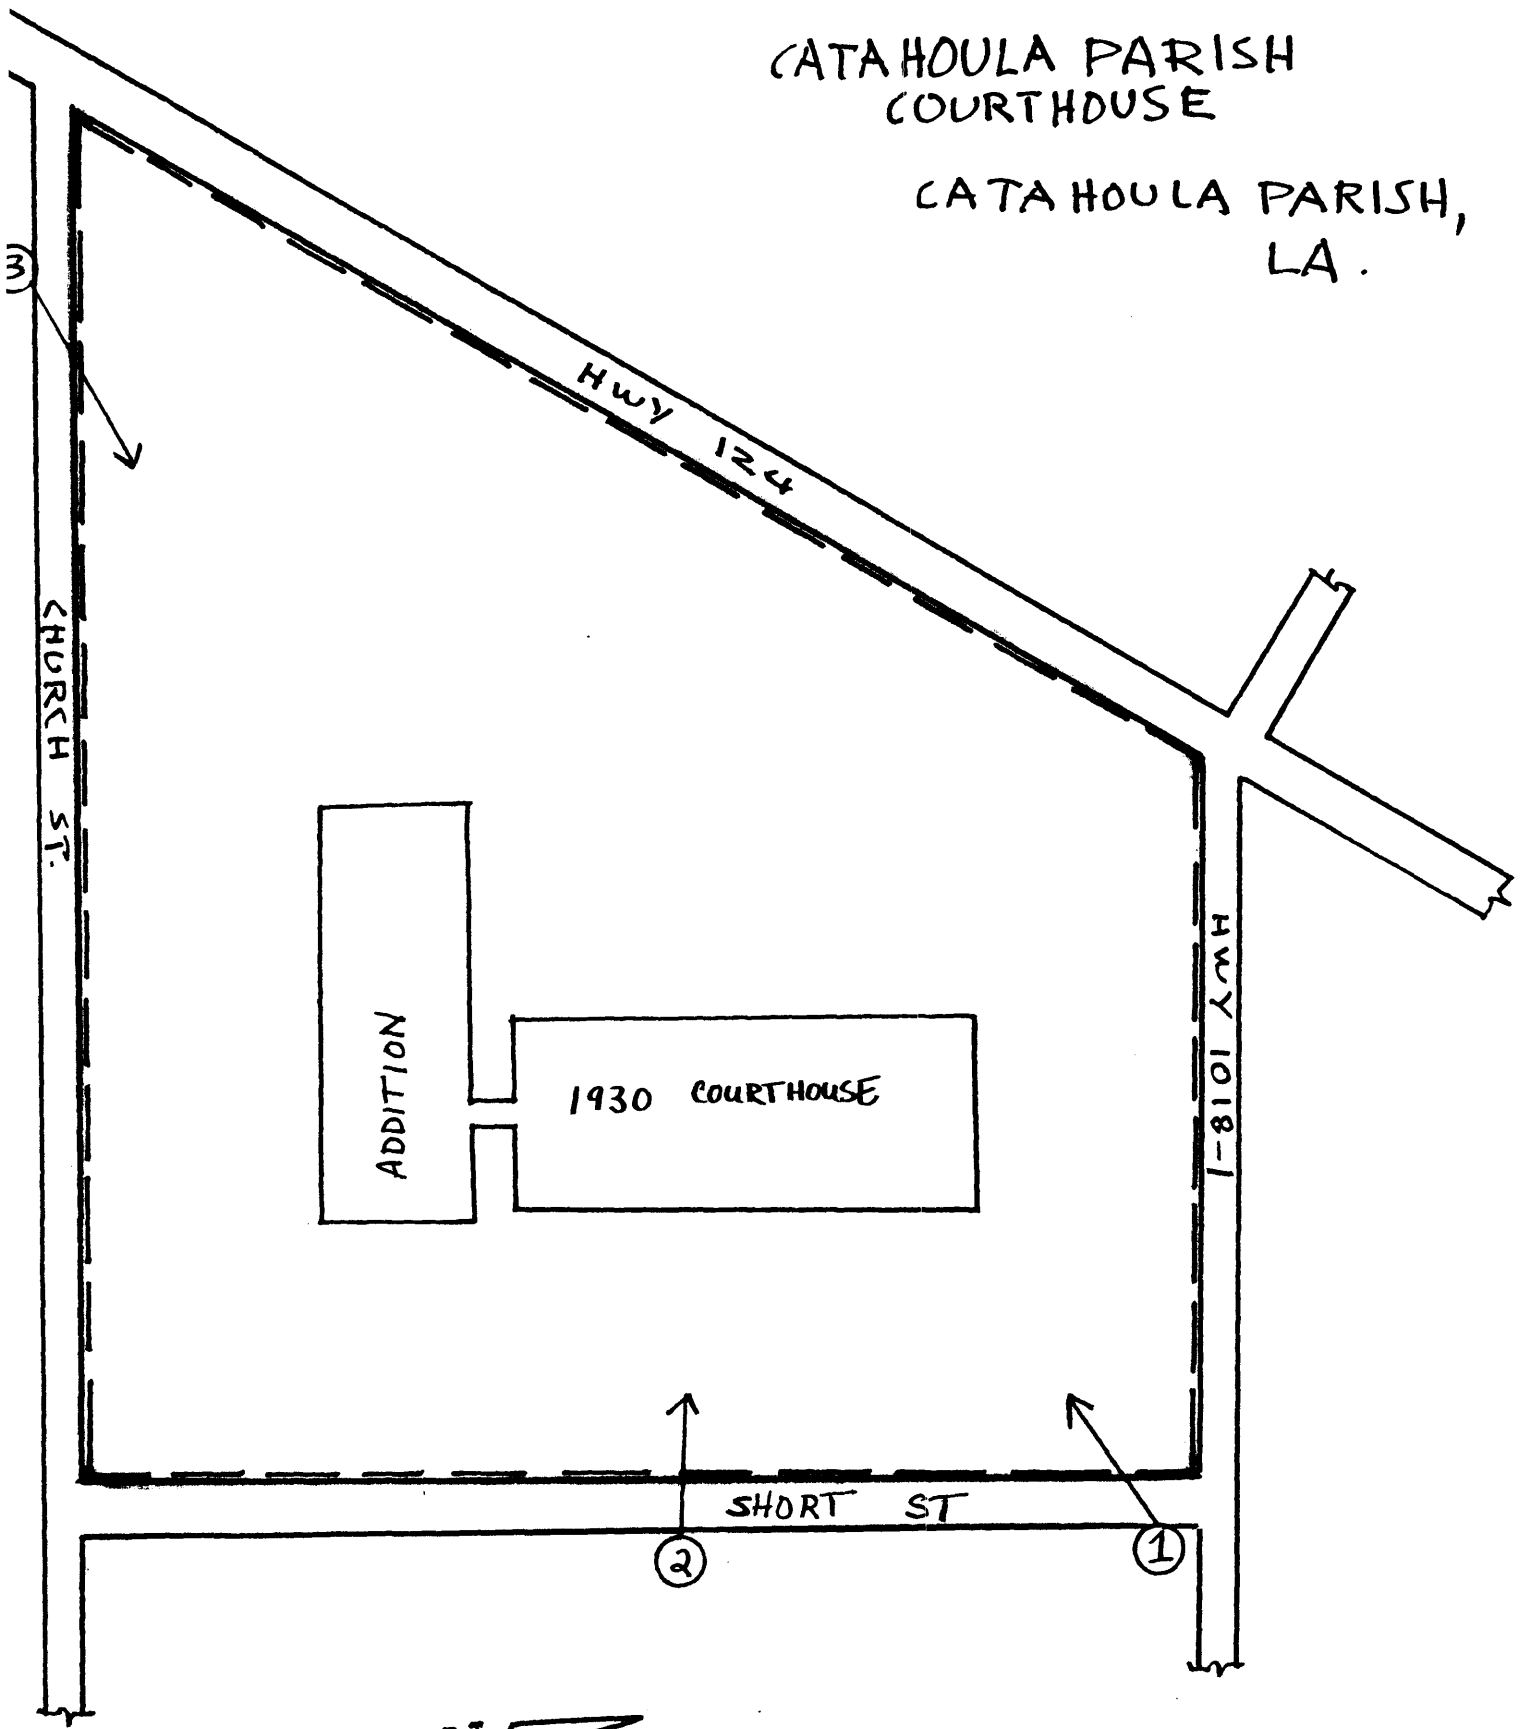 CATAHOULA PARISH
COURTHOUSE
CATAHOULA PARISH,
LA.
3
HWY 124
CHURCH ST.
HWY 1018-1
ADDITION
1930 COURTHOUSE
SHORT ST
2
1